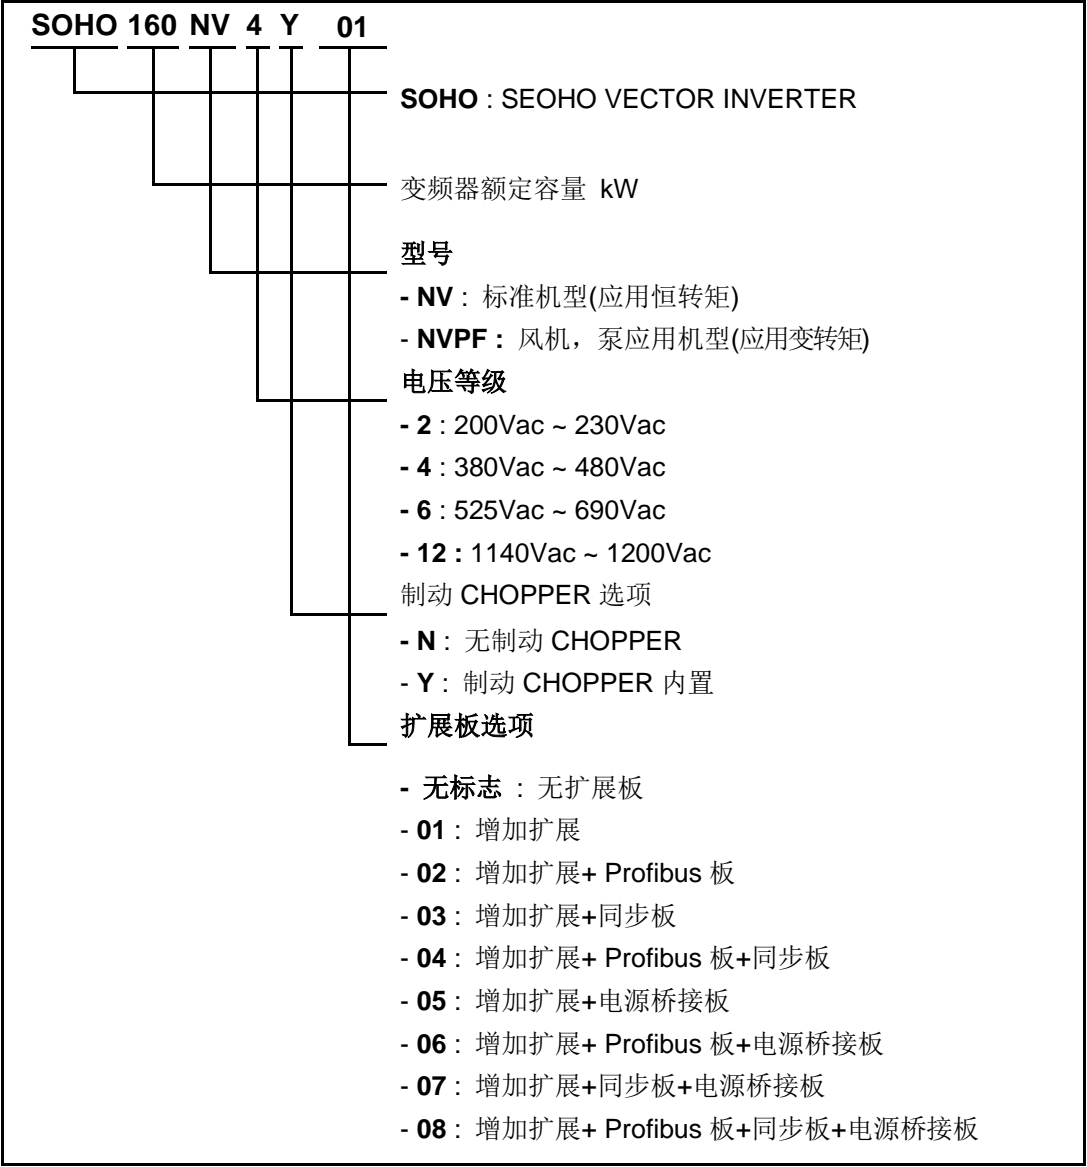 SOHO 160 NV 4 Y 01
SOHO : SEOHO VECTOR INVERTER
变频器额定容量 kW
型号
- NV : 标准机型(应用恒转矩)
- NVPF : 风机，泵应用机型(应用变转矩)
电压等级
- 2 : 200Vac ~ 230Vac
- 4 : 380Vac ~ 480Vac
- 6 : 525Vac ~ 690Vac
- 12 : 1140Vac ~ 1200Vac
制动 CHOPPER 选项
- N : 无制动 CHOPPER
- Y : 制动 CHOPPER 内置
扩展板选项
- 无标志 : 无扩展板
- 01 : 增加扩展
- 02 : 增加扩展+ Profibus 板
- 03 : 增加扩展+同步板
- 04 : 增加扩展+ Profibus 板+同步板
- 05 : 增加扩展+电源桥接板
- 06 : 增加扩展+ Profibus 板+电源桥接板
- 07 : 增加扩展+同步板+电源桥接板
- 08 : 增加扩展+ Profibus 板+同步板+电源桥接板